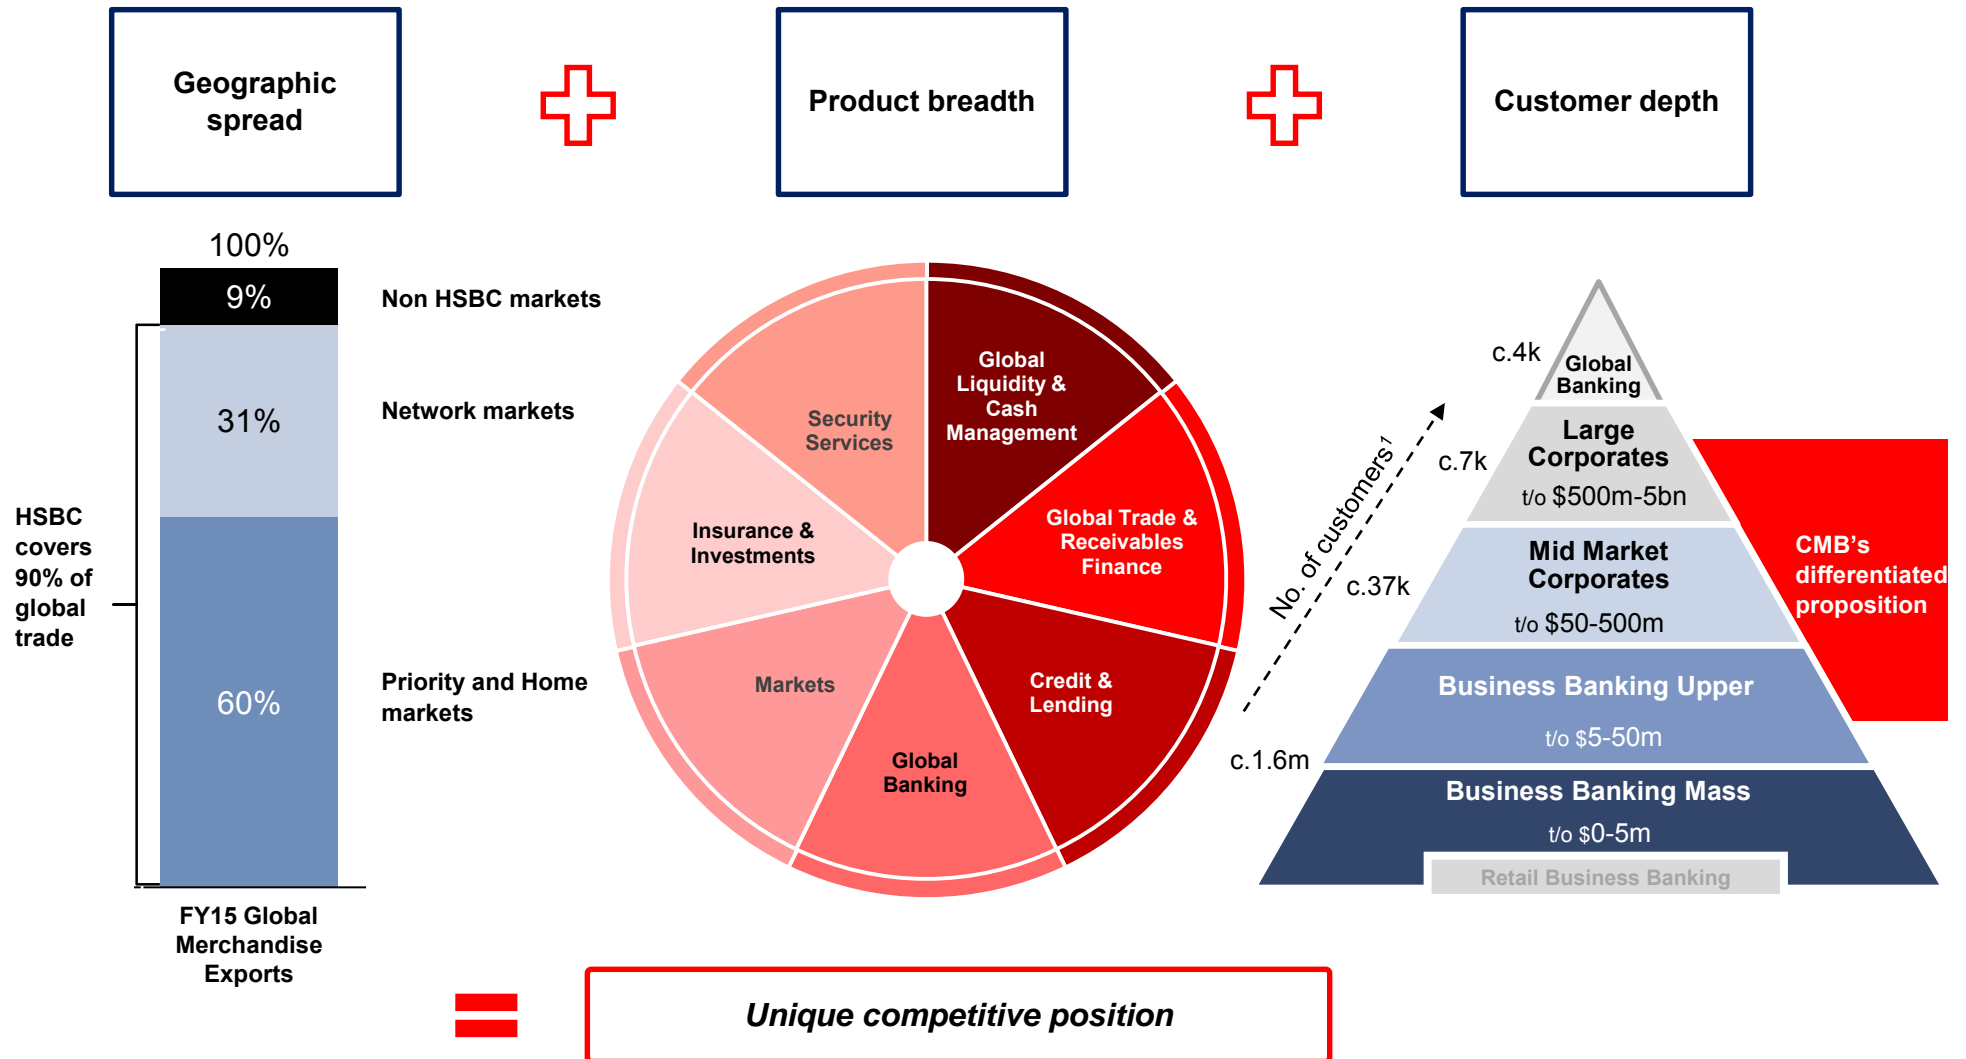 Geographic
spread
Product breadth
Customer depth
100%
9%
31%
60%
Non HSBC markets
Network markets
Priority and Home
markets
HSBC
covers
90% of
global
trade
FY15 Global
Merchandise
Exports
Global
Liquidity &
Cash
Management
Global Trade &
Receivables
Finance
Credit &
Lending
Global
Banking
Markets
Insurance &
Investments
Security
Services
No. of customers¹
c.4k
c.7k
c.37k
c.1.6m
Global
Banking
Large
Corporates
t/o $500m-5bn
Mid Market
Corporates
t/o $50-500m
Business Banking Upper
t/o $5-50m
Business Banking Mass
t/o $0-5m
Retail Business Banking
CMB's
differentiated
proposition
Unique competitive position